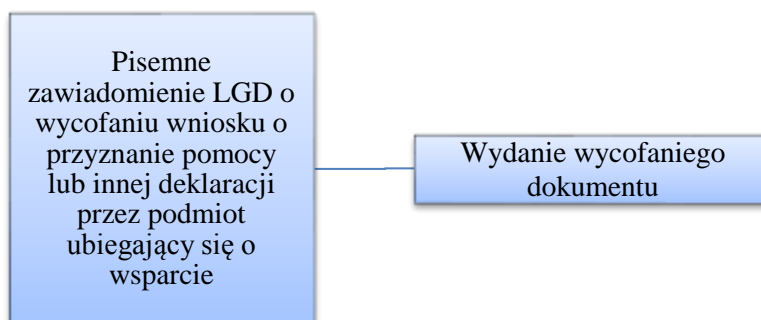 Pisemne
zawiadomienie LGD o
wycofaniu wniosku o
przyznanie pomocy
lub innej deklaracji
przez podmiot
ubiegający się o
wsparcie
Wydanie wycofaniego
dokumentu